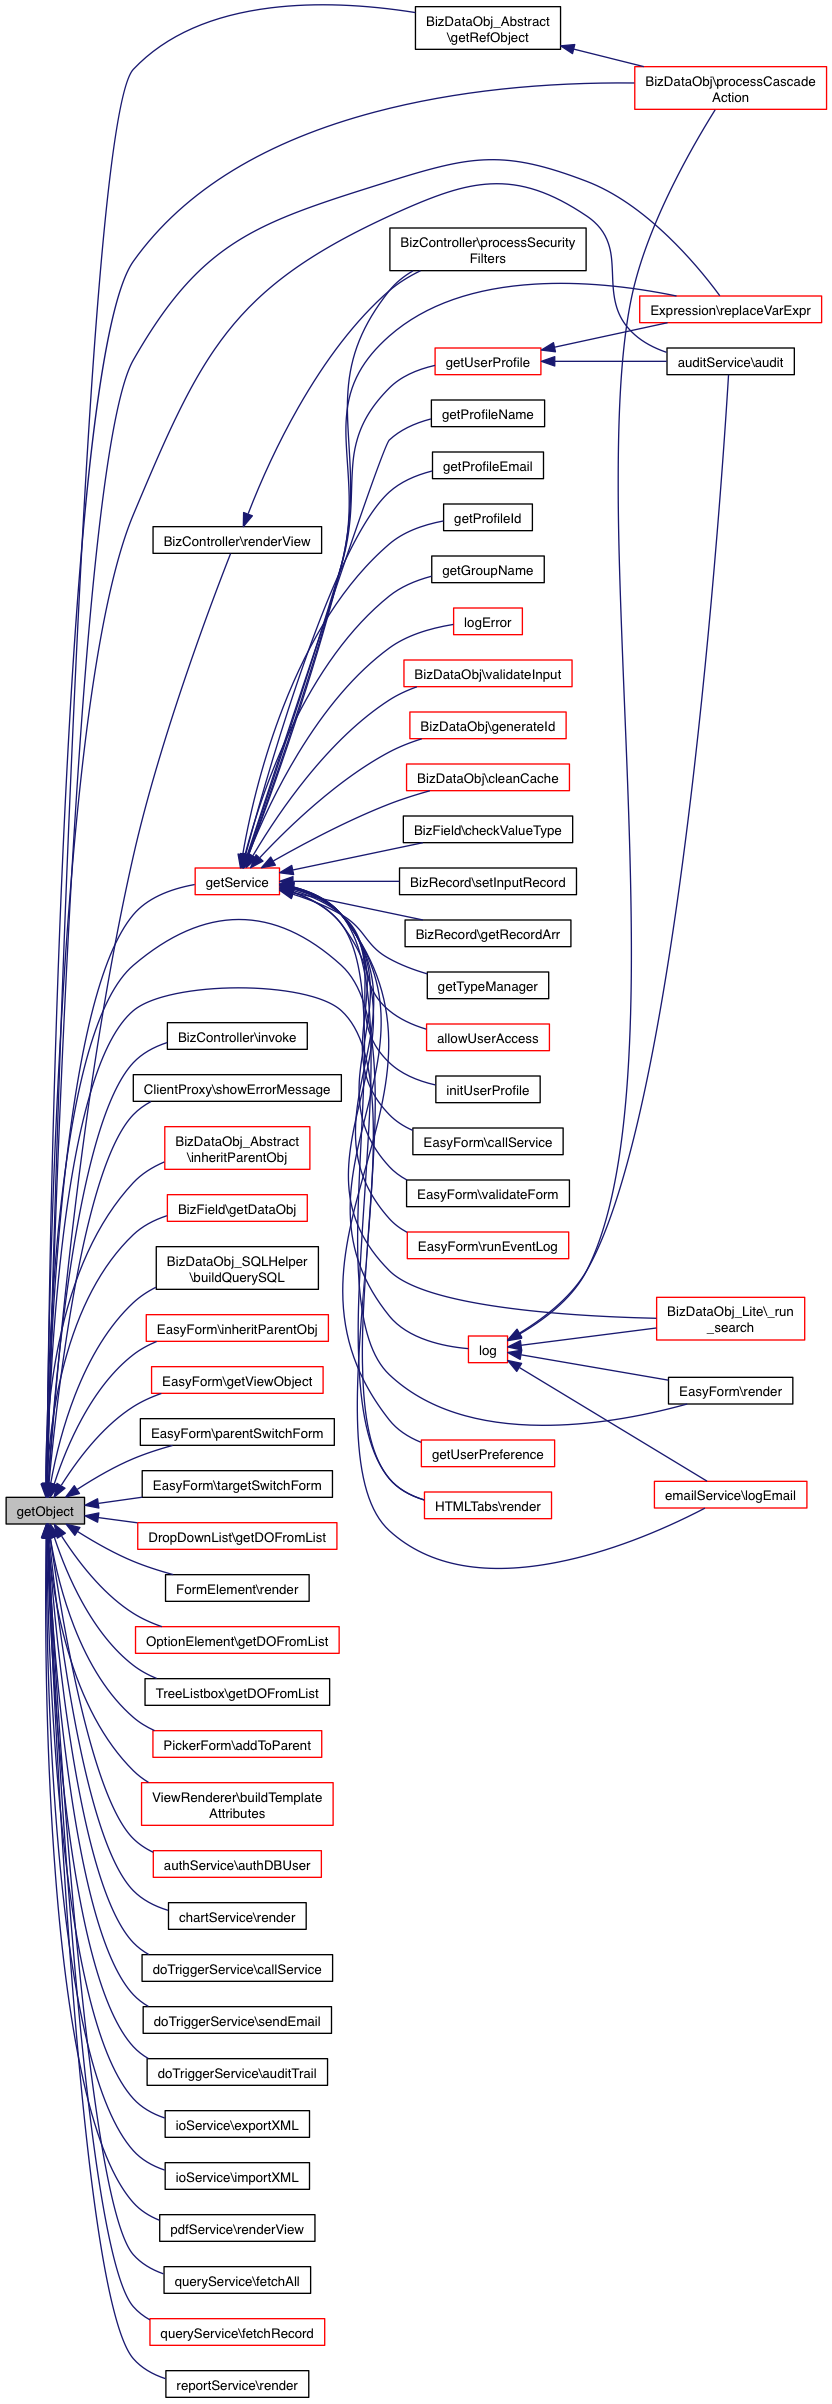 BizDataObj_Abstract
\getRefObject
BizDataObj\processCascade
Action
BizController\processSecurity
Filters
Expression\replaceVarExpr
getUserProfile
auditService\audit
getProfileName
getProfileEmail
getProfileId
BizController\renderView
getGroupName
logError
BizDataObj\validateInput
BizDataObj\generateId
BizDataObj\cleanCache
BizField\checkValueType
getService
BizRecord\setInputRecord
BizRecord\getRecordArr
getTypeManager
BizController\invoke
allowUserAccess
ClientProxy\showErrorMessage
initUserProfile
BizDataObj_Abstract
\inheritParentObj
EasyForm\callService
EasyForm\validateForm
BizField\getDataObj
EasyForm\runEventLog
BizDataObj_SQLHelper
\buildQuerySQL
BizDataObj_Lite\_run
_search
EasyForm\inheritParentObj
log
EasyForm\getViewObject
EasyForm\render
EasyForm\parentSwitchForm
getUserPreference
EasyForm\targetSwitchForm
emailService\logEmail
getObject
HTMLTabs\render
DropDownList\getDOFromList
FormElement\render
OptionElement\getDOFromList
TreeListbox\getDOFromList
PickerForm\addToParent
ViewRenderer\buildTemplate
Attributes
authService\authDBUser
chartService\render
doTriggerService\callService
doTriggerService\sendEmail
doTriggerService\auditTrail
ioService\exportXML
ioService\importXML
pdfService\renderView
queryService\fetchAll
queryService\fetchRecord
reportService\render